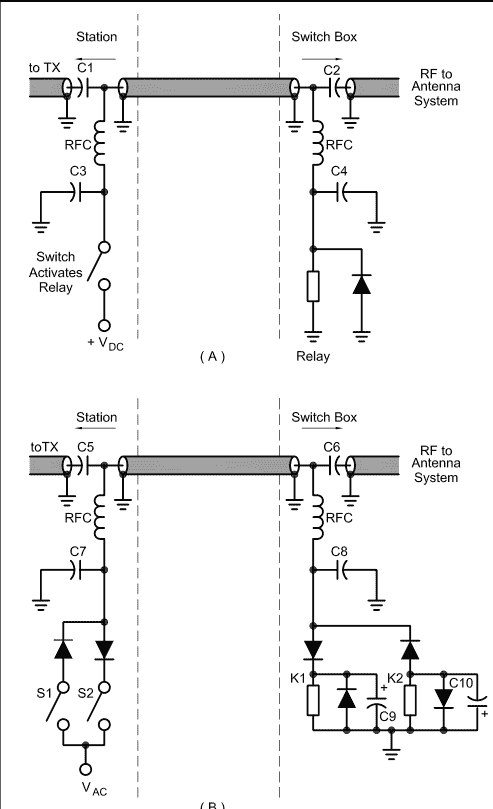 Station
Switch Box
to TX
C1
C2
RF to
Antenna
System
RFC
RFC
C3
C4
Switch
Activates
Relay
+ VDC
( A )
Relay
Station
Switch Box
toTX
C5
C6
RF to
Antenna
System
RFC
RFC
C7
C8
S1
S2
K1
K2
C10
+
C9
+
VAC
( B )